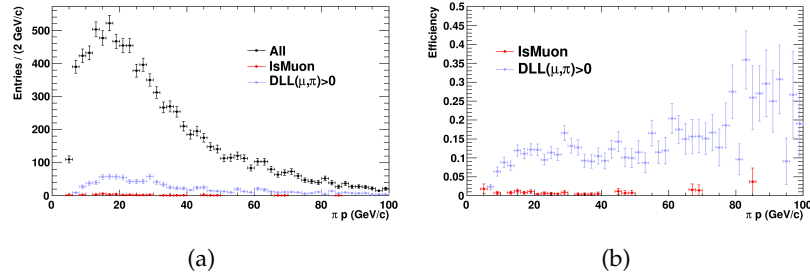 Entries / (2 GeV/c)
500
400
300
200
100
0
All
IsMuon
DLL(μ,π)>0
0 20 40 60 80 100
π p (GeV/c)
(a)
Efficiency
0.5
0.45
0.4
0.35
0.3
0.25
0.2
0.15
0.1
0.05
0
IsMuon
DLL(μ,π)>0
0 20 40 60 80 100
π p (GeV/c)
(b)